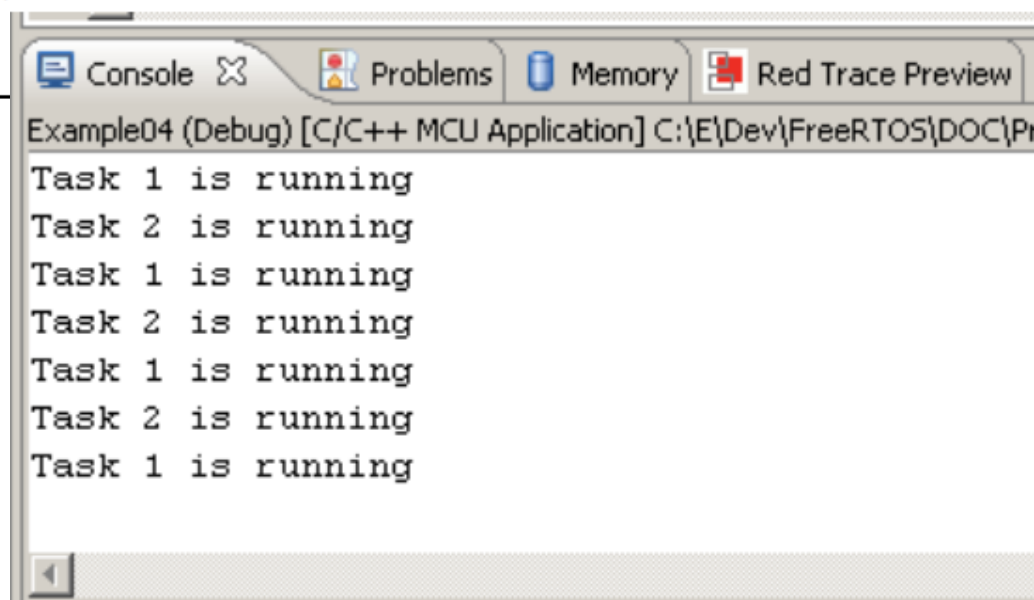 Console Problems Memory Red Trace Preview
Example04 (Debug) [C/C++ MCU Application] C:\E\Dev\FreeRTOS\DOC\
Task 1 is running
Task 2 is running
Task 1 is running
Task 2 is running
Task 1 is running
Task 2 is running
Task 1 is running